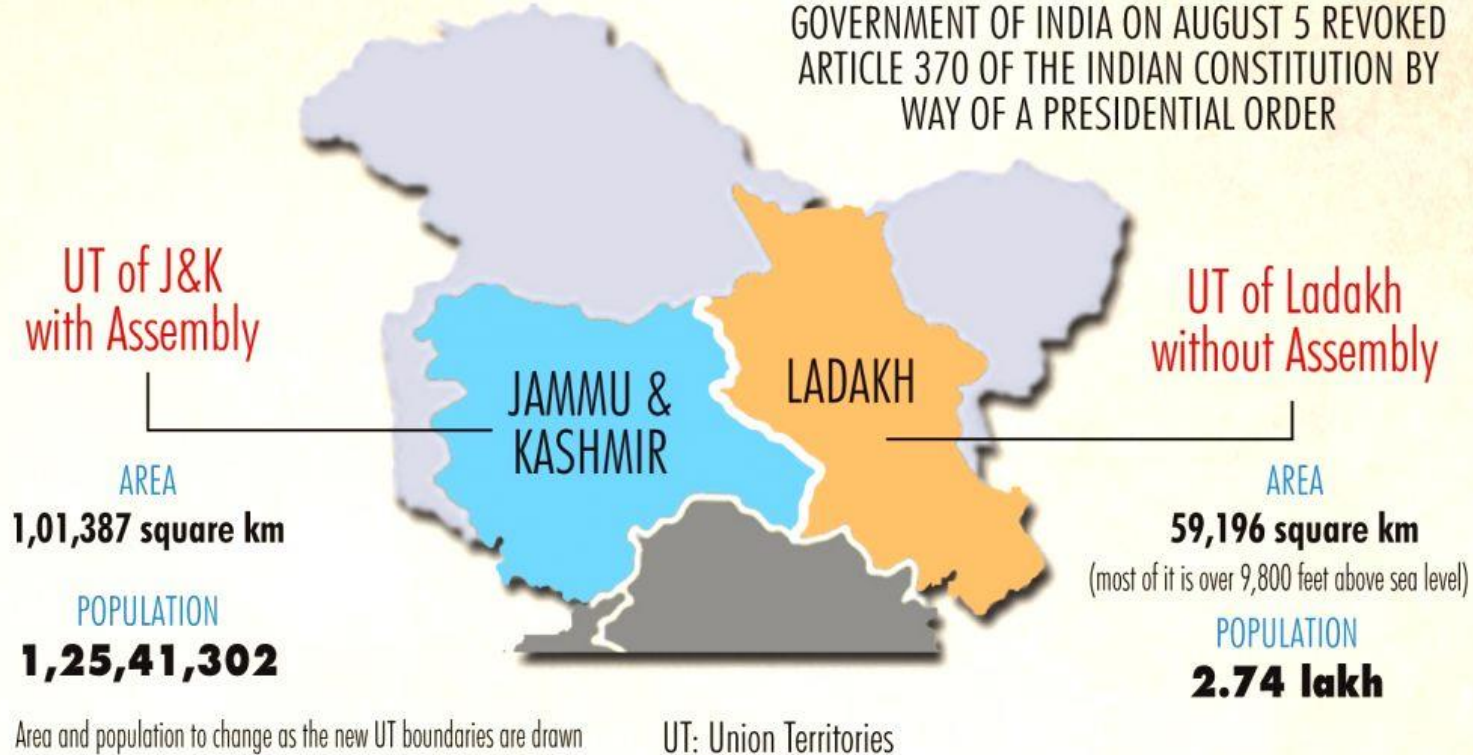 GOVERNMENT OF INDIA ON AUGUST 5 REVOKED
ARTICLE 370 OF THE INDIAN CONSTITUTION BY
WAY OF A PRESIDENTIAL ORDER
UT of J&K
with Assembly
AREA
1,01,387 square km
POPULATION
1,25,41,302
JAMMU &
KASHMIR
LADAKH
UT of Ladakh
without Assembly
AREA
59,196 square km
(most of it is over 9,800 feet above sea level)
POPULATION
2.74 lakh
Area and population to change as the new UT boundaries are drawn
UT: Union Territories